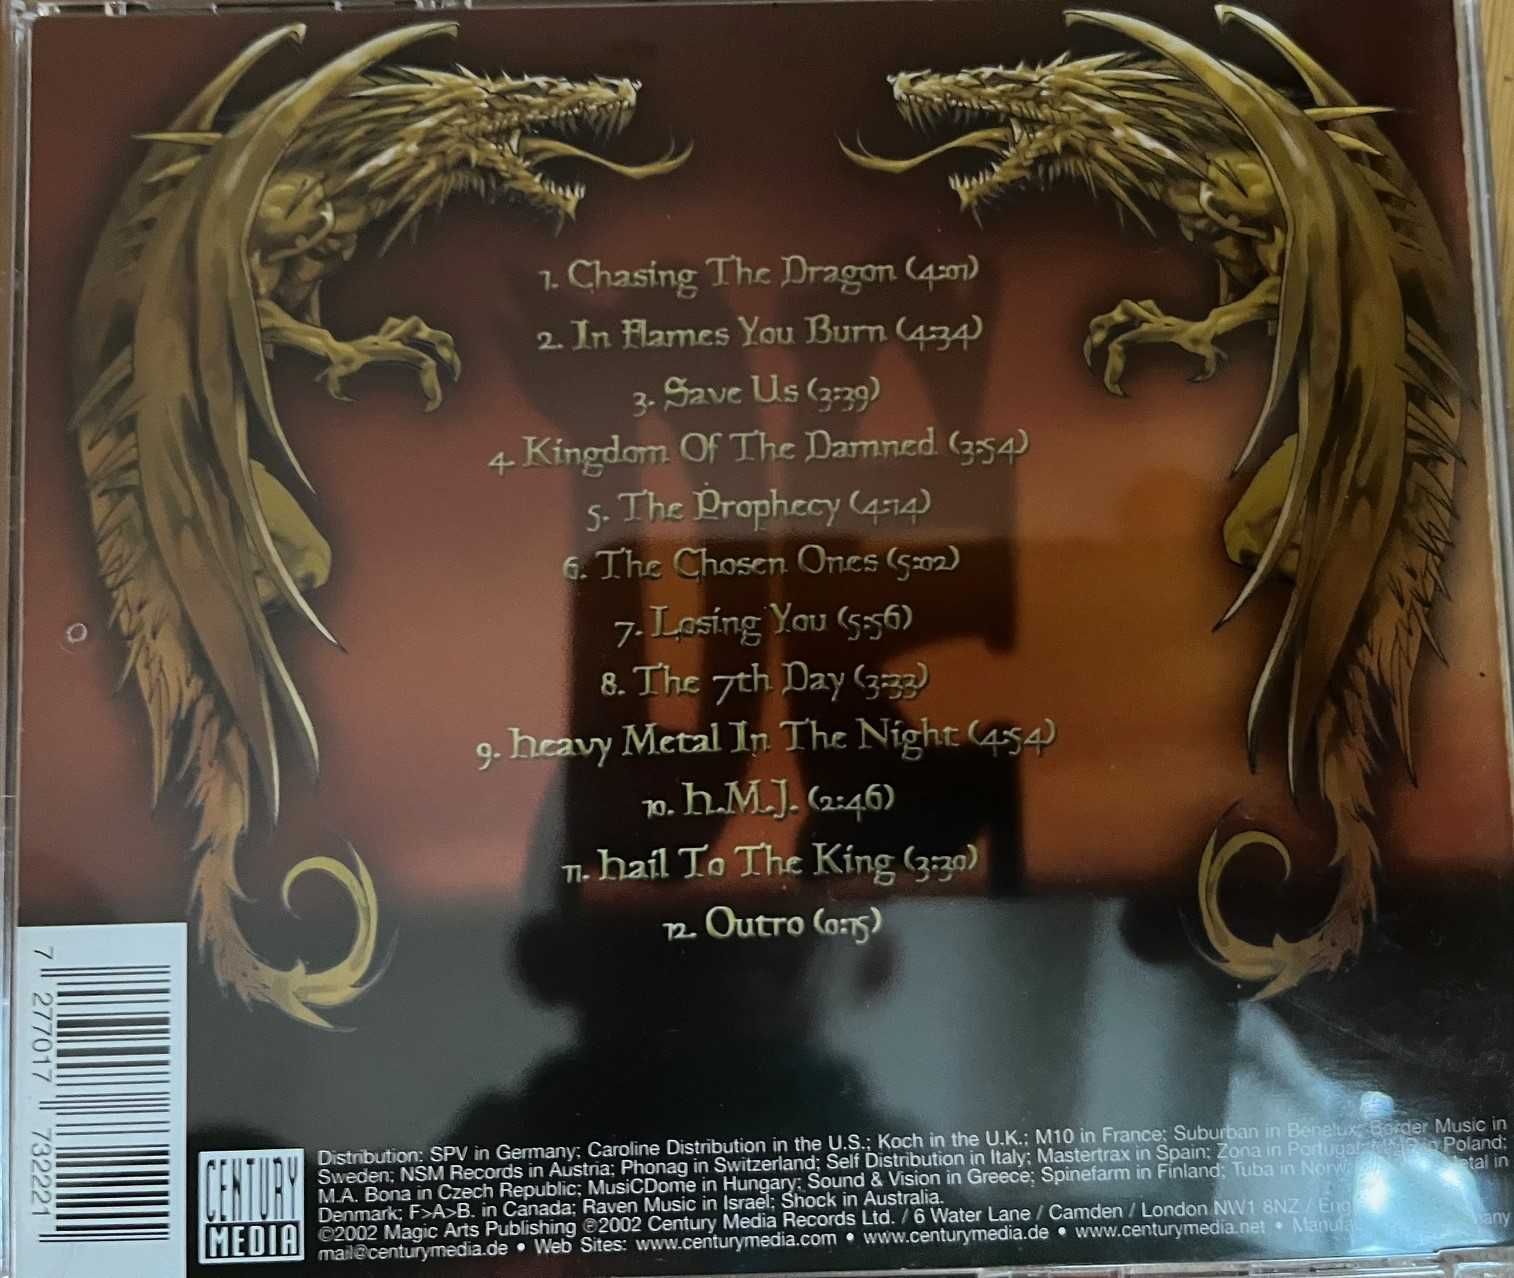 1. Chasing The Dragon (4:01)
2. In Flames You Burn (4:34)
3. Save Us (3:39)
4. Kingdom Of The Damned (3:54)
5. The Prophecy (4:14)
6. The Chosen Ones (5:02)
7. Losing You (5:56)
8. The 7th Day (3:33)
9. Heavy Metal In The Night (4:54)
10. H.M.J. (2:46)
11. Hail To The King (3:30)
12. Outro (0:15)
7 27701 7 73222 1
CENTURY
MEDIA
Distribution: SPV in Germany; Caroline Distribution in the U.S.; Koch in the U.K.; M10 in France; Suburban in Benelux; Border Music in
Sweden; NSM Records in Austria; Phonag in Switzerland; Self Distribution in Italy; Mastertrax in Spain; Zona in Portugal; Poland;
M.A. Bona in Czech Republic; MusiCDome in Hungary; Sound & Vision in Greece; Spinefarm in Finland; Tuba in in
Denmark; F>A>B. in Canada; Raven Music in Israel; Shock in Australia.
©2002 Magic Arts Publishing ℗2002 Century Media Records Ltd. / 6 Water Lane / Camden / London NW1 8NZ /
mail@centurymedia.de • Web Sites: www.centurymedia.com • www.centurymedia.de • www.centurymedia.net •